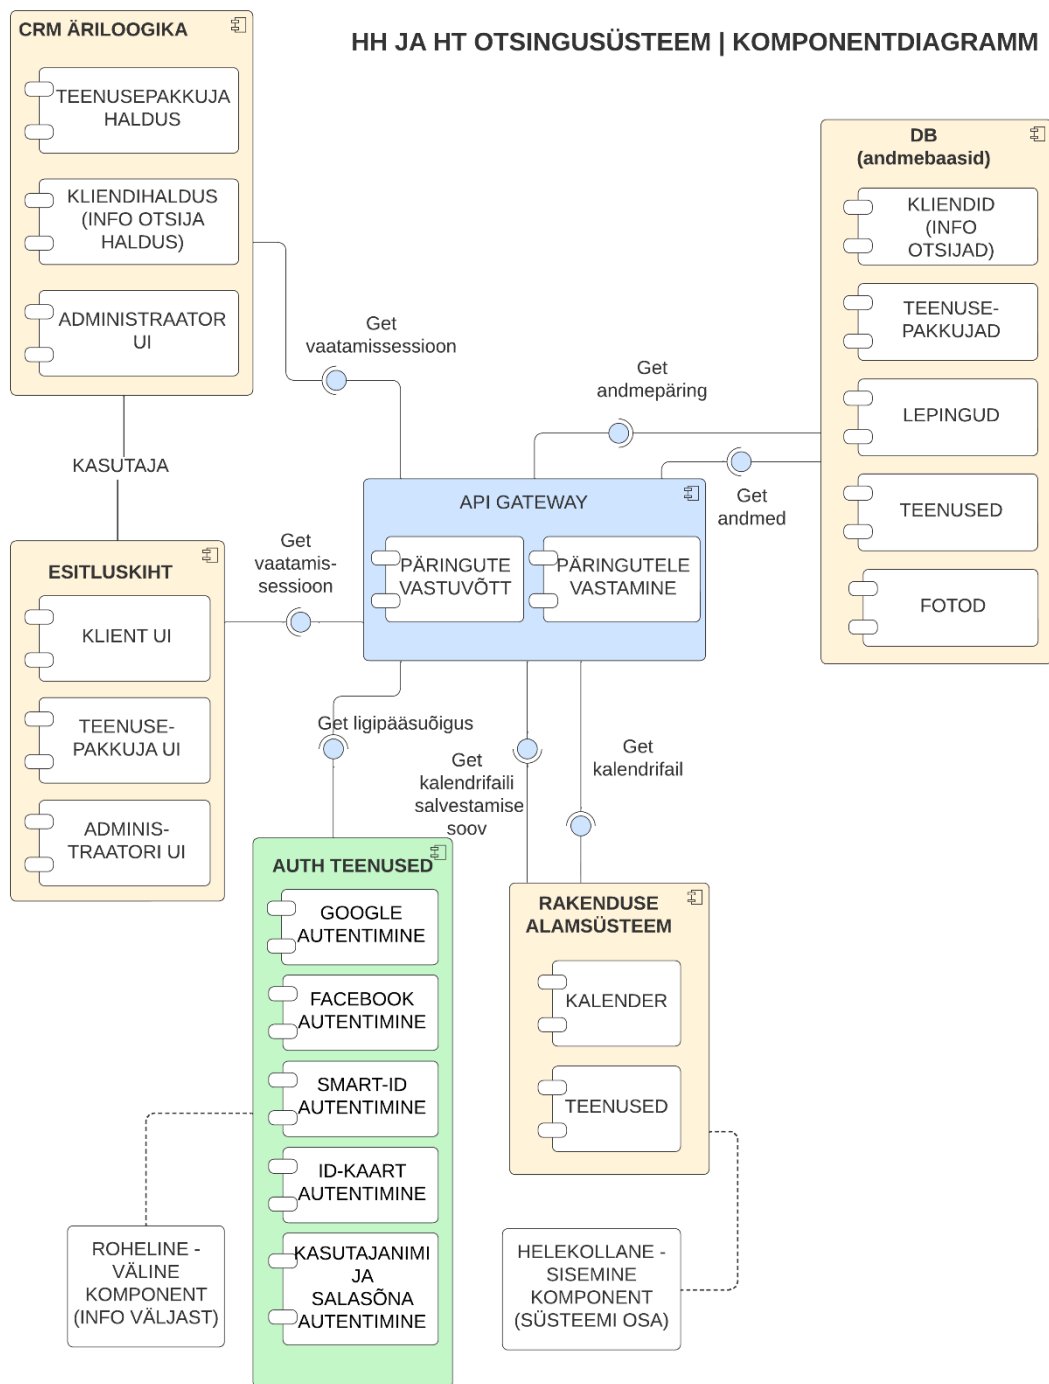 HH JA HT OTSINGUSÜSTEEM | KOMPONENTDIAGRAMM
CRM ÄRILOOGIKA
TEENUSEPAKKUJA
HALDUS
KLIENDIHALDUS
(INFO OTSIJA
HALDUS)
ADMINISTRAATOR
UI
KASUTAJA
Get
vaatamissessioon
DB
(andmebaasid)
KLIENDID
(INFO
OTSIJAD)
TEENUSE-
PAKKUJAD
LEPINGUD
TEENUSED
FOTOD
Get
andmepäring
Get
andmed
API GATEWAY
PÄRINGUTE
VASTUVÕTT
PÄRINGUTELE
VASTAMINE
ESITLUSKIHT
KLIENT UI
TEENUSE-
PAKKUJA UI
ADMINIS-
TRAATORI UI
Get
vaatamis-
sessioon
Get ligipääsuõigus
Get
kalendrifaili
salvestamise
soov
Get
kalendrifail
AUTH TEENUSED
GOOGLE
AUTENTIMINE
FACEBOOK
AUTENTIMINE
SMART-ID
AUTENTIMINE
ID-KAART
AUTENTIMINE
KASUTAJANIMI
JA
SALASÕNA
AUTENTIMINE
RAKENDUSE
ALAMSÜSTEEM
KALENDER
TEENUSED
ROHELINE -
VÄLINE
KOMPONENT
(INFO VÄLJAST)
HELEKOLLANE -
SISEMINE
KOMPONENT
(SÜSTEEMI OSA)